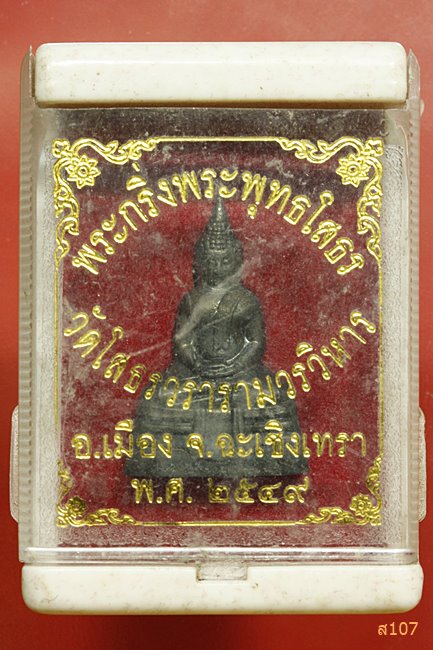 พระกริ่งพระพุทธโสธร
วัดโสธรวรารามวรวิหาร
อ.เมือง จ.ฉะเชิงเทรา
พ.ศ. ๒๕๔๙
ส107